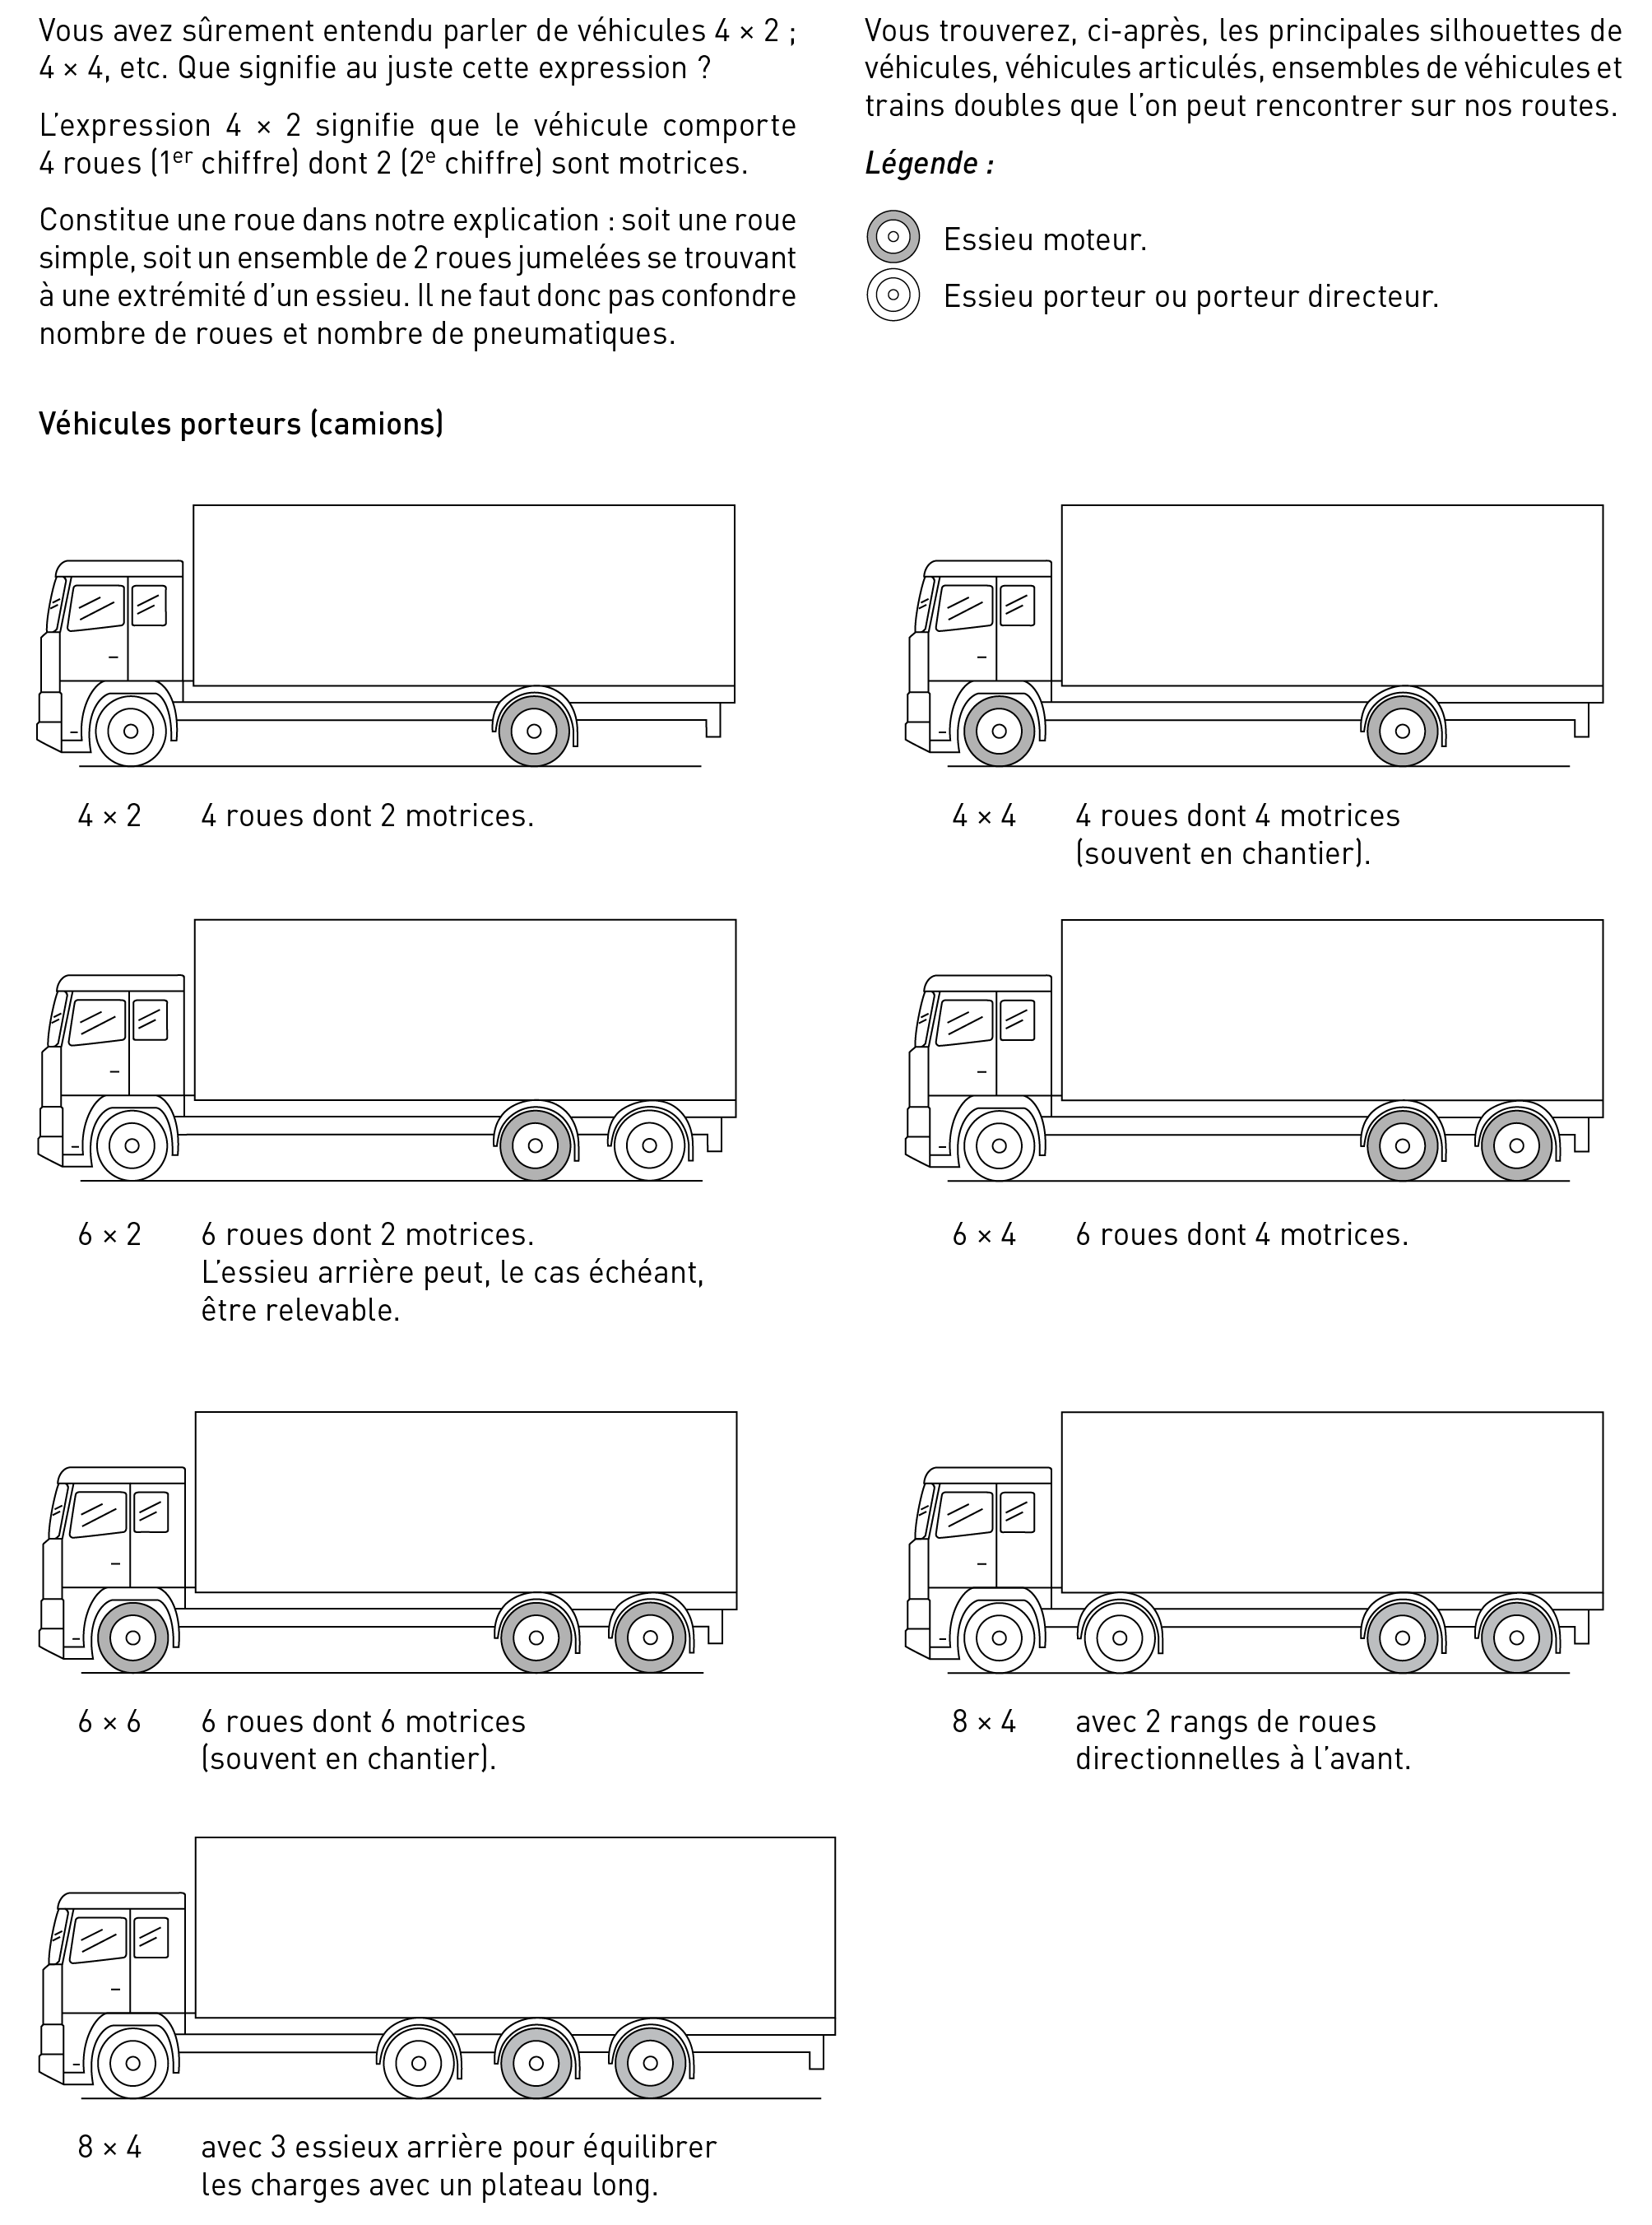 Vous avez sûrement entendu parler de véhicules 4 × 2 ;
4 × 4, etc. Que signifie au juste cette expression ?
L’expression 4 × 2 signifie que le véhicule comporte
4 roues (1er chiffre) dont 2 (2e chiffre) sont motrices.
Constitue une roue dans notre explication : soit une roue
simple, soit un ensemble de 2 roues jumelées se trouvant
à une extrémité d’un essieu. Il ne faut donc pas confondre
nombre de roues et nombre de pneumatiques.
Vous trouverez, ci-après, les principales silhouettes de
véhicules, véhicules articulés, ensembles de véhicules et
trains doubles que l’on peut rencontrer sur nos routes.
Légende :
Essieu moteur.
Essieu porteur ou porteur directeur.
Véhicules porteurs (camions)
4 × 2 4 roues dont 2 motrices.
4 × 4 4 roues dont 4 motrices
(souvent en chantier).
6 × 2 6 roues dont 2 motrices.
L’essieu arrière peut, le cas échéant,
être relevable.
6 × 4 6 roues dont 4 motrices.
6 × 6 6 roues dont 6 motrices
(souvent en chantier).
8 × 4 avec 2 rangs de roues
directionnelles à l’avant.
8 × 4 avec 3 essieux arrière pour équilibrer
les charges avec un plateau long.